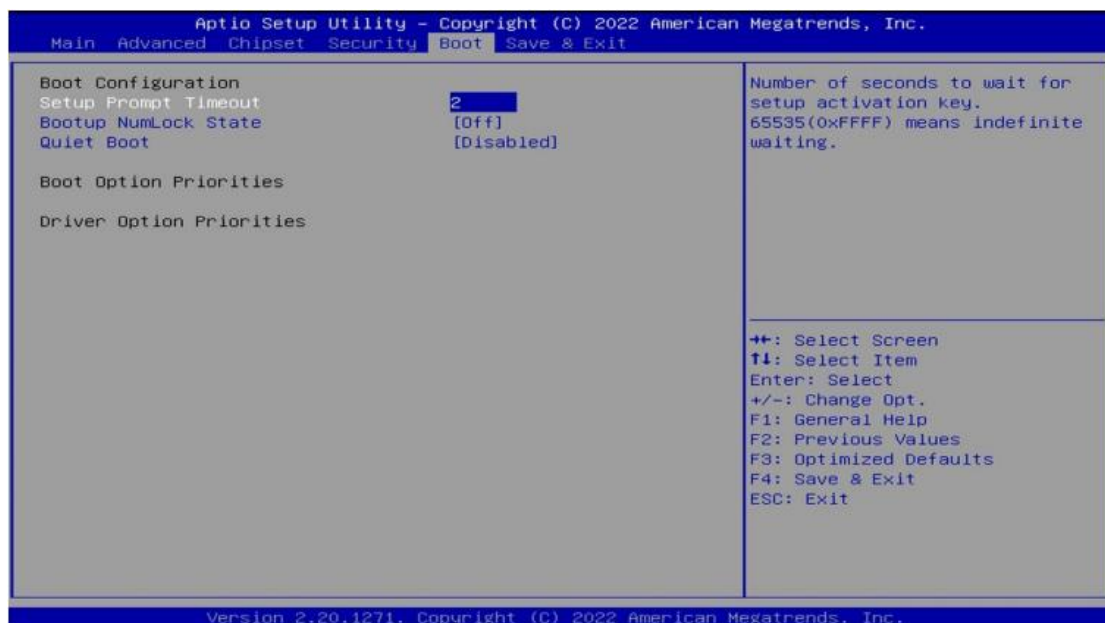 Aptio Setup Utility – Copyright (C) 2022 American Megatrends, Inc.
Main Advanced Chipset Security Boot Save & Exit
Boot Configuration
Setup Prompt Timeout 2
Bootup NumLock State [Off]
Quiet Boot [Disabled]
Boot Option Priorities
Driver Option Priorities
Number of seconds to wait for
setup activation key.
65535(0xFFFF) means indefinite
waiting.
→←: Select Screen
↑↓: Select Item
Enter: Select
+/-: Change Opt.
F1: General Help
F2: Previous Values
F3: Optimized Defaults
F4: Save & Exit
ESC: Exit
Version 2.20.1271. Copyright (C) 2022 American Megatrends, Inc.